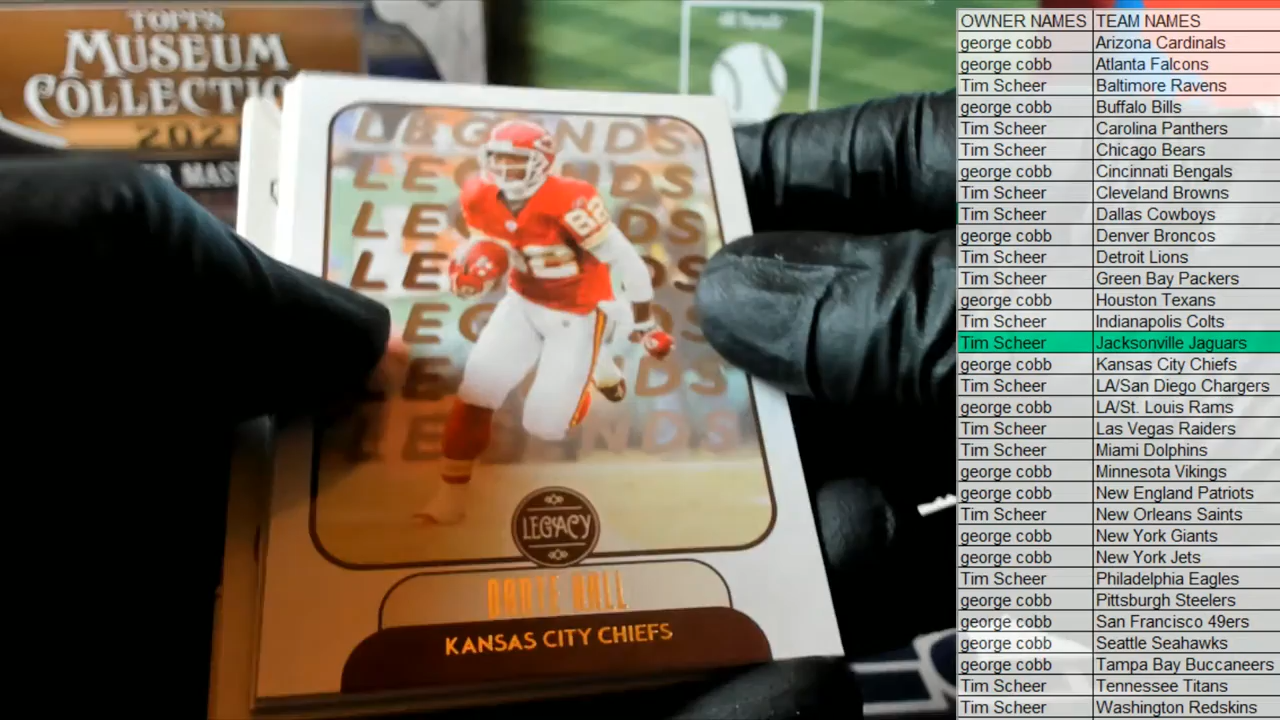 TOPPS
MUSEUM
COLLECTI
202
R MAS
LEGENDS
LEGENDS
LEGENDS
LEGENDS
LEGENDS
LEGENDS
LEGENDS
82
LEGACY
DANTE HALL
KANSAS CITY CHIEFS
OWNER NAMES TEAM NAMES
george cobb Arizona Cardinals
george cobb Atlanta Falcons
Tim Scheer Baltimore Ravens
george cobb Buffalo Bills
Tim Scheer Carolina Panthers
Tim Scheer Chicago Bears
george cobb Cincinnati Bengals
Tim Scheer Cleveland Browns
Tim Scheer Dallas Cowboys
george cobb Denver Broncos
Tim Scheer Detroit Lions
Tim Scheer Green Bay Packers
george cobb Houston Texans
Tim Scheer Indianapolis Colts
Tim Scheer Jacksonville Jaguars
george cobb Kansas City Chiefs
Tim Scheer LA/San Diego Chargers
george cobb LA/St. Louis Rams
Tim Scheer Las Vegas Raiders
Tim Scheer Miami Dolphins
george cobb Minnesota Vikings
george cobb New England Patriots
Tim Scheer New Orleans Saints
george cobb New York Giants
george cobb New York Jets
Tim Scheer Philadelphia Eagles
george cobb Pittsburgh Steelers
george cobb San Francisco 49ers
george cobb Seattle Seahawks
george cobb Tampa Bay Buccaneers
Tim Scheer Tennessee Titans
Tim Scheer Washington Redskins